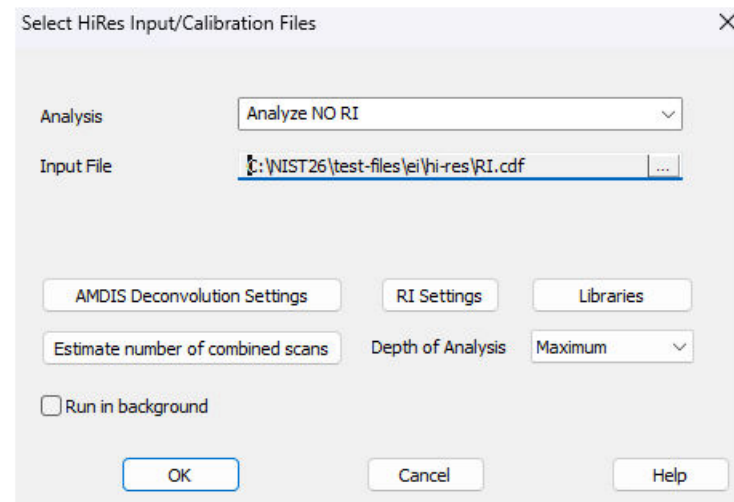 Select HiRes Input/Calibration Files
Analysis
Analyze NO RI
Input File
C:\NIST26\test-files\ei\hi-res\RI.cdf
...
AMDIS Deconvolution Settings
RI Settings
Libraries
Estimate number of combined scans
Depth of Analysis
Maximum
Run in background
OK
Cancel
Help